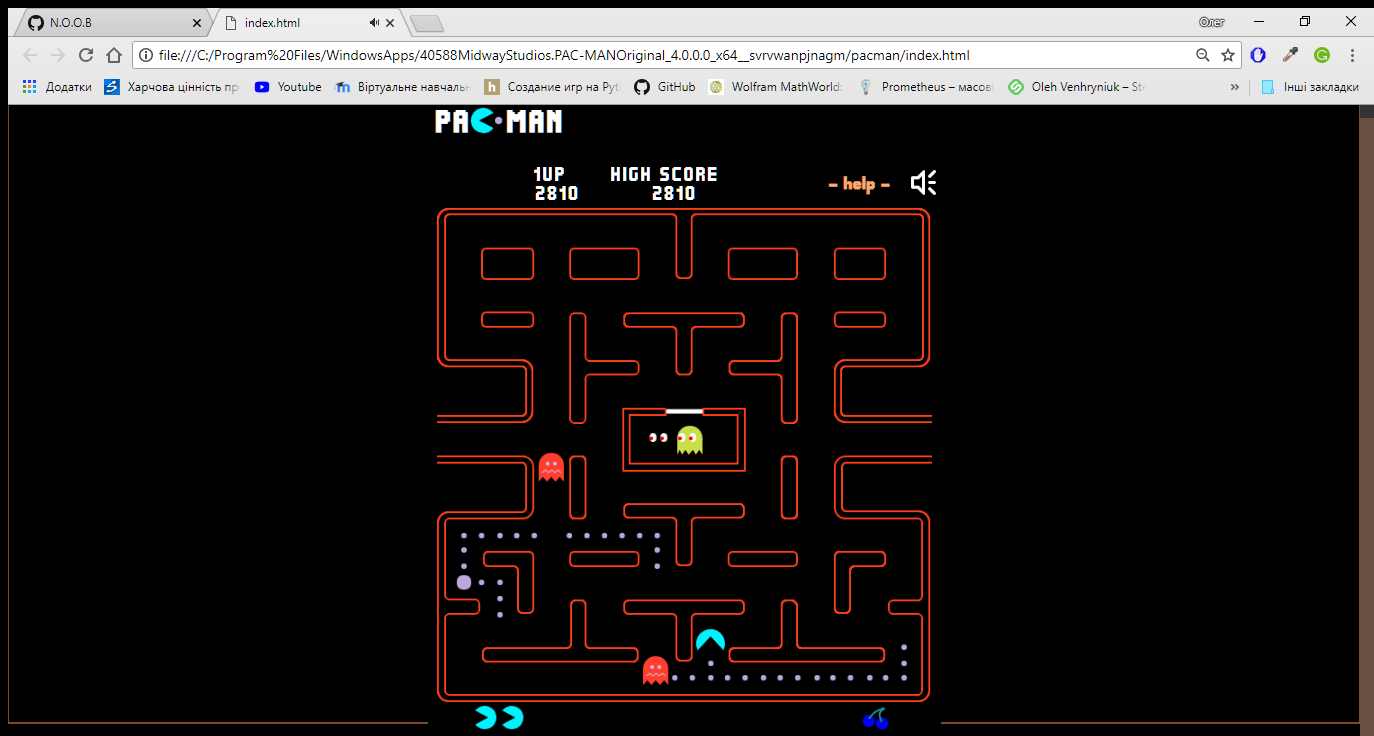 N.O.O.B
index.html
Олег
file:///C:/Program%20Files/WindowsApps/40588MidwayStudios.PAC-MANOriginal_4.0.0.0_x64__svrvwanpjnagm/pacman/index.html
Додатки
Харчова цінність пр
Youtube
Віртуальне навчаль
Создание игр на Pyt
GitHub
Wolfram MathWorld:
Prometheus – масов
Oleh Venhryniuk – St
Інші закладки
PAC-MAN
1UP
2810
HIGH SCORE
2810
- help -